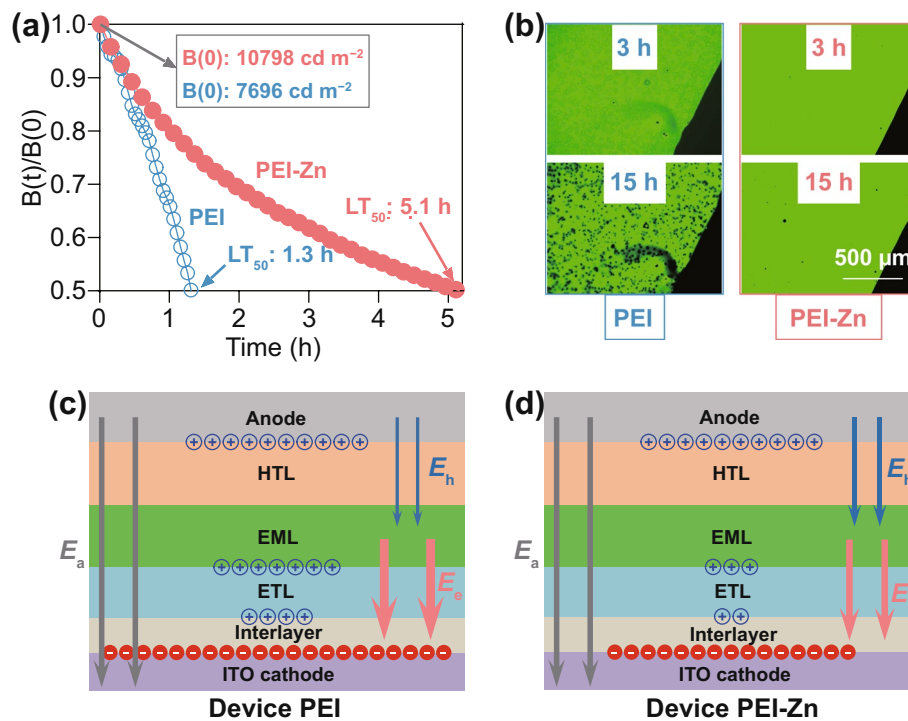 (a)
1.0
0.9
0.8
0.7
0.6
0.5
B(t)/B(0)
B(0): 10798 cd m⁻²
B(0): 7696 cd m⁻²
PEI-Zn
PEI
LT₅₀: 5.1 h
LT₅₀: 1.3 h
0 1 2 3 4 5
Time (h)
(b)
3 h
3 h
15 h
15 h
500 μm
PEI
PEI-Zn
(c)
Anode
HTL
Eₕ
EML
Eₐ
ETL
Eₑ
Interlayer
ITO cathode
Device PEI
(d)
Anode
HTL
Eₕ
EML
Eₐ
ETL
E
Interlayer
ITO cathode
Device PEI-Zn